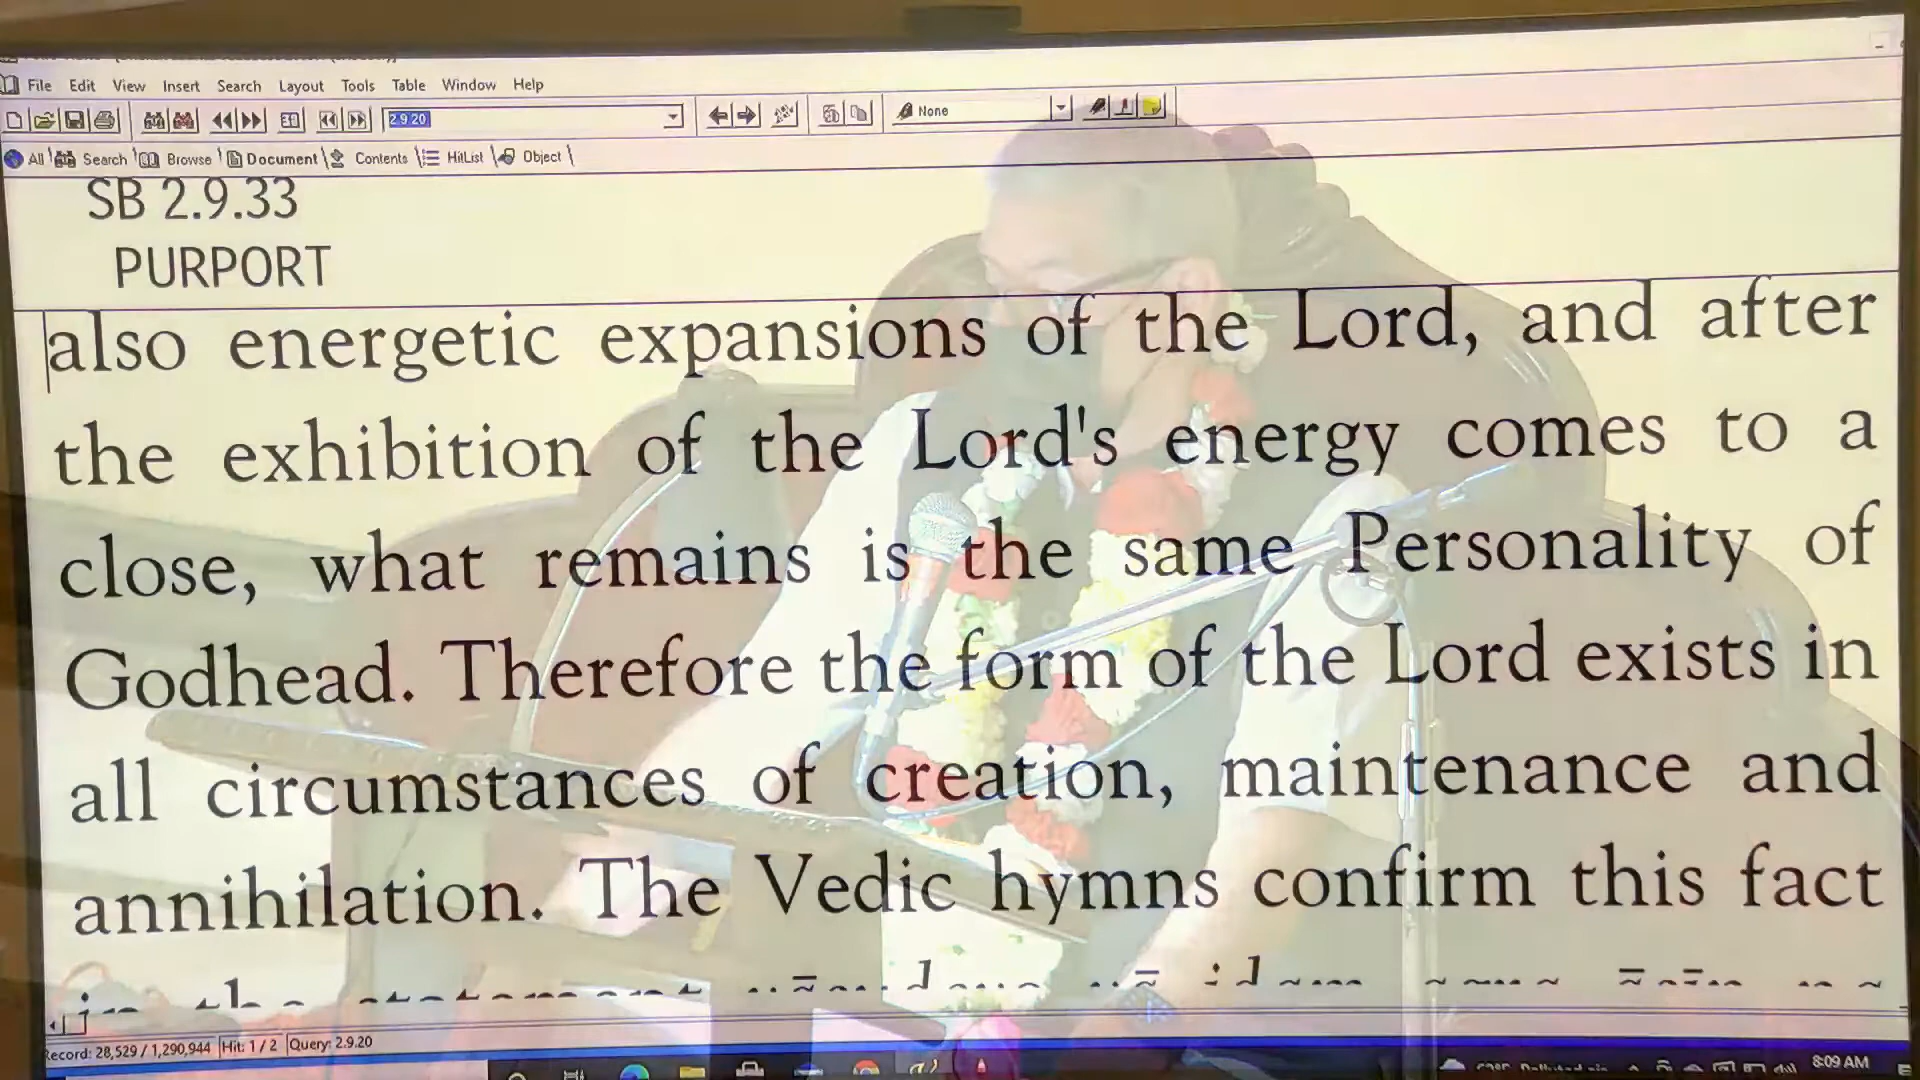 File Edit View Insert Search Layout Tools Table Window Help
2.9.20
None
All Search Browse Document Contents HitList Object
SB 2.9.33
PURPORT
also energetic expansions of the Lord, and after
the exhibition of the Lord's energy comes to a
close, what remains is the same Personality of
Godhead. Therefore the form of the Lord exists in
all circumstances of creation, maintenance and
annihilation. The Vedic hymns confirm this fact
Record: 28,529 / 1,290,944 Hit: 1 / 2 Query: 2.9.20
8:09 AM